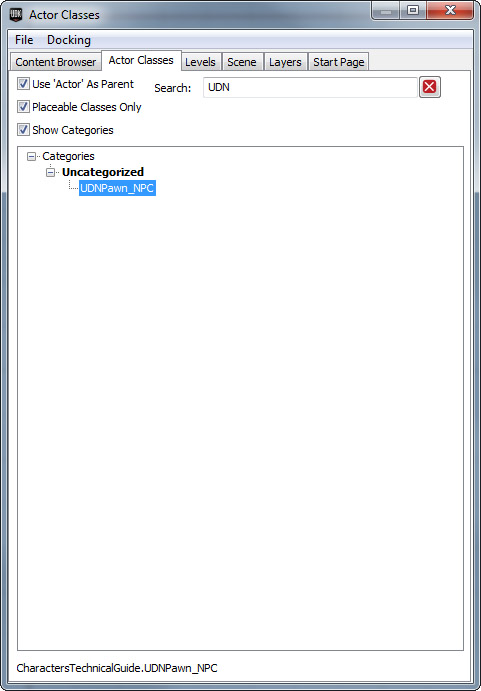 UDK Actor Classes
File Docking
Content Browser Actor Classes Levels Scene Layers Start Page
Use 'Actor' As Parent Search: UDN
Placeable Classes Only
Show Categories
Categories
Uncategorized
UDNPawn_NPC
CharactersTechnicalGuide.UDNPawn_NPC